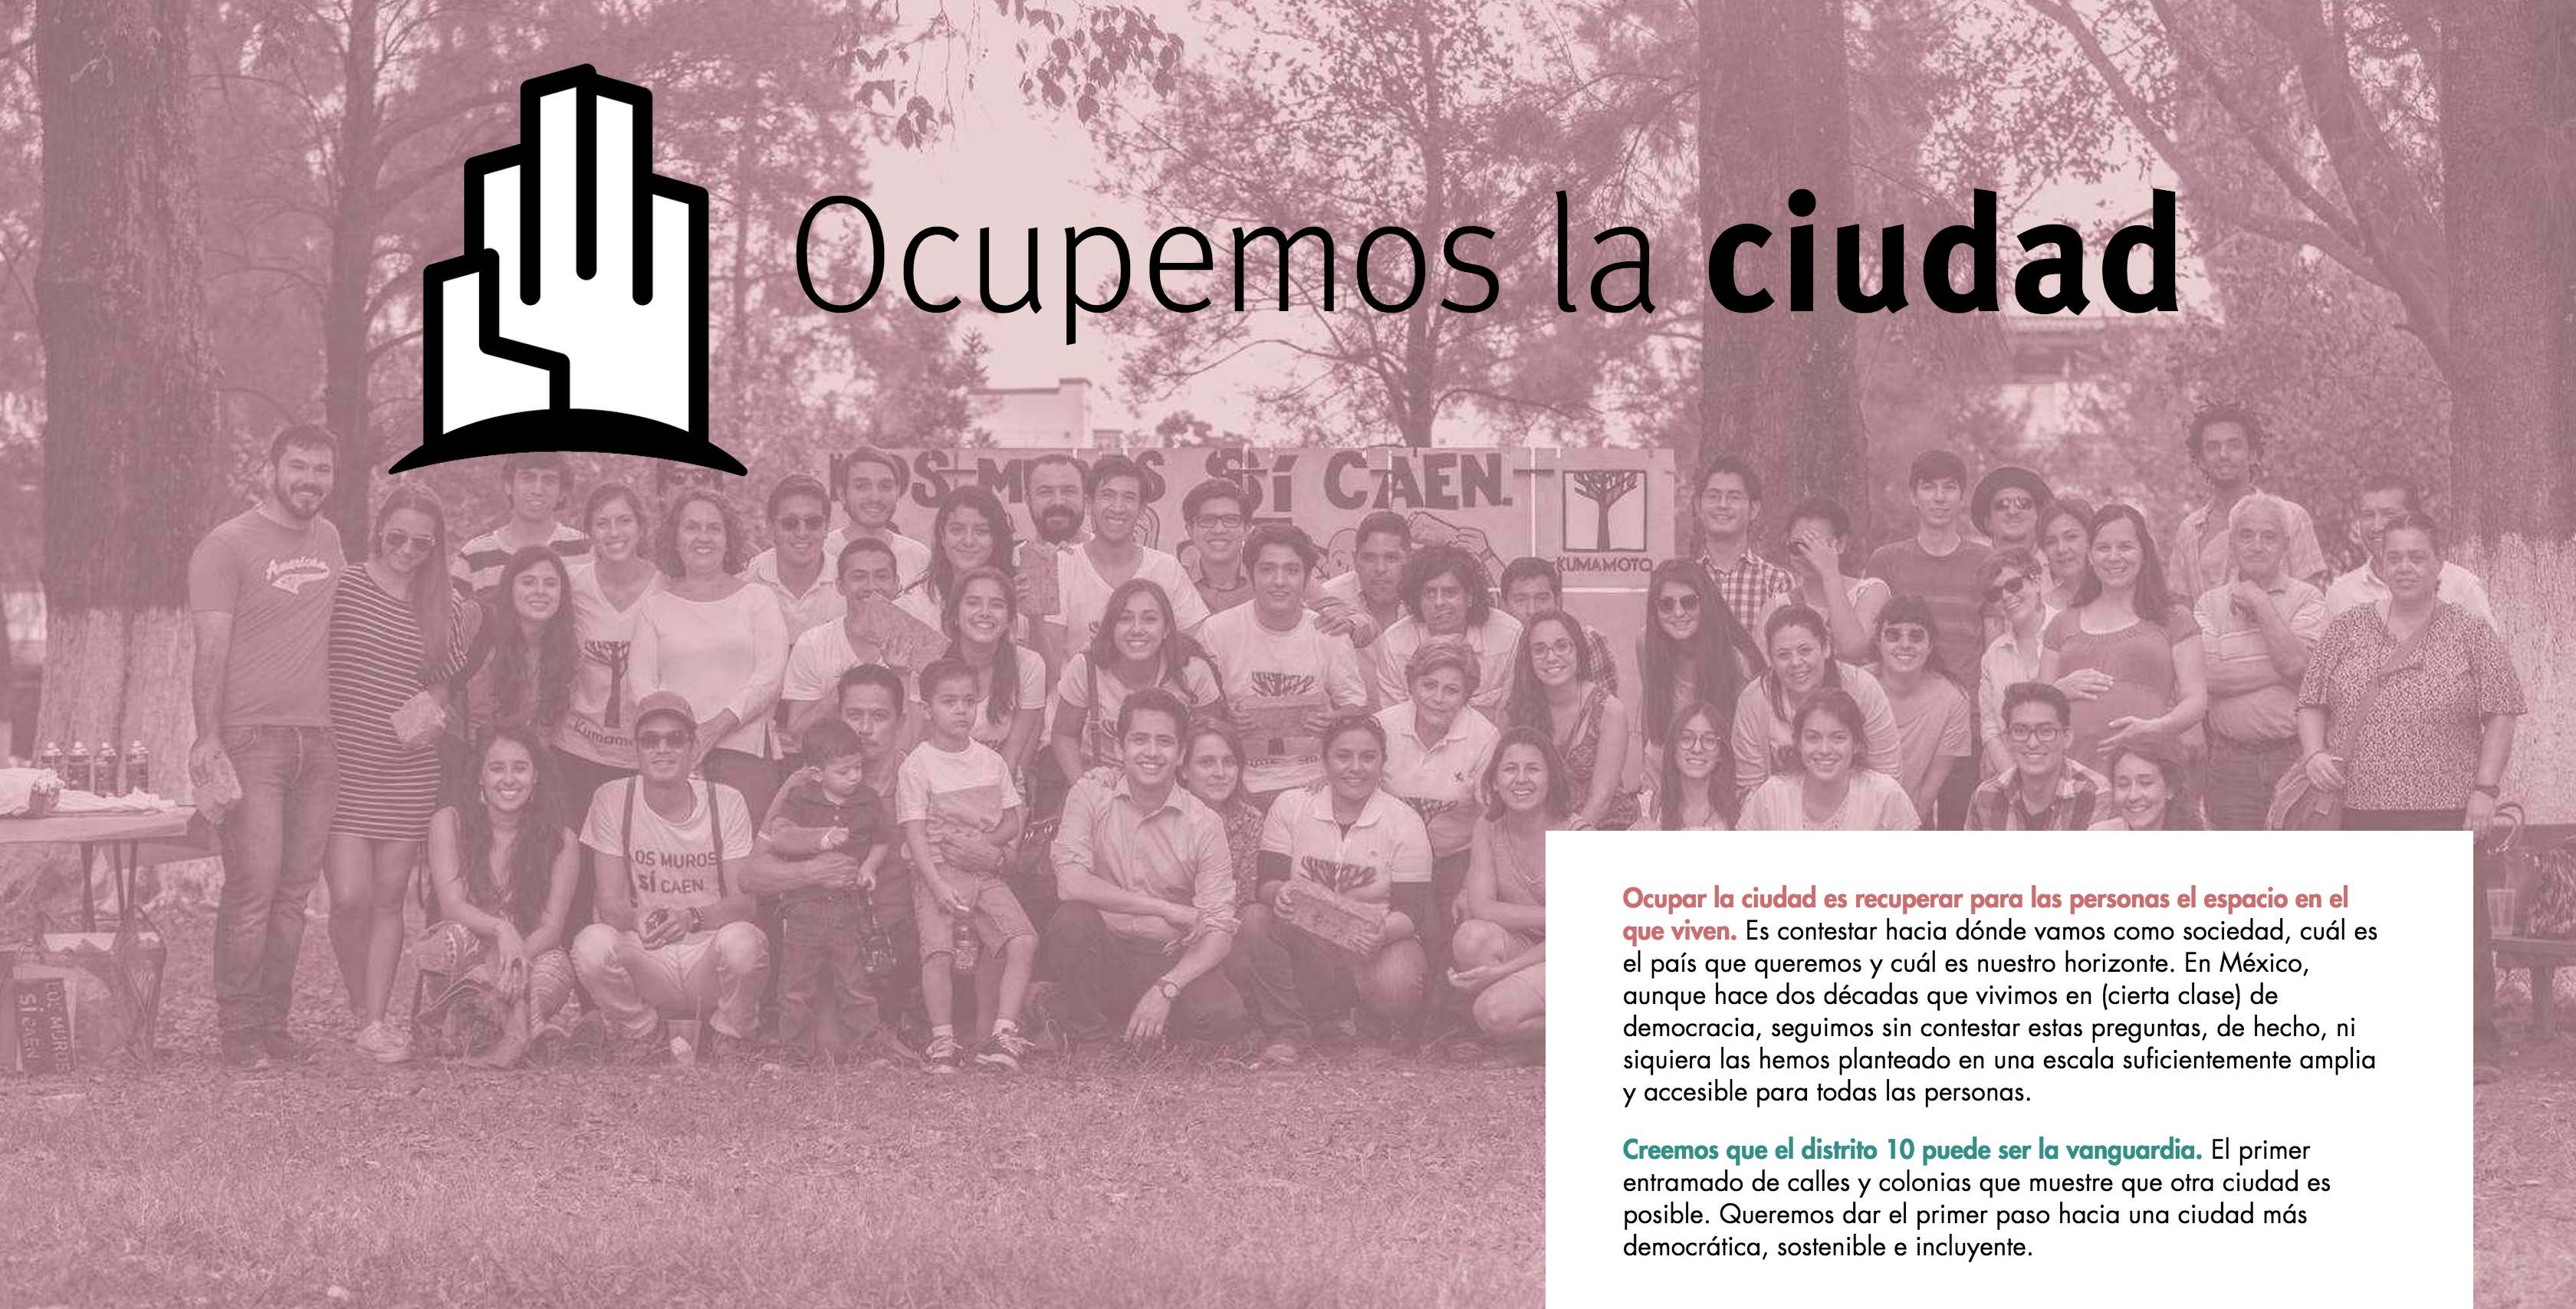 Ocupemos la ciudad
LOS MUROS SÍ CAEN.
KUMAMOTO
OS MUROS
SÍ CAEN
SÍ CAEN
Ocupar la ciudad es recuperar para las personas el espacio en el
que viven. Es contestar hacia dónde vamos como sociedad, cuál es
el país que queremos y cuál es nuestro horizonte. En México,
aunque hace dos décadas que vivimos en (cierta clase) de
democracia, seguimos sin contestar estas preguntas, de hecho, ni
siquiera las hemos planteado en una escala suficientemente amplia
y accesible para todas las personas.
Creemos que el distrito 10 puede ser la vanguardia. El primer
entramado de calles y colonias que muestre que otra ciudad es
posible. Queremos dar el primer paso hacia una ciudad más
democrática, sostenible e incluyente.